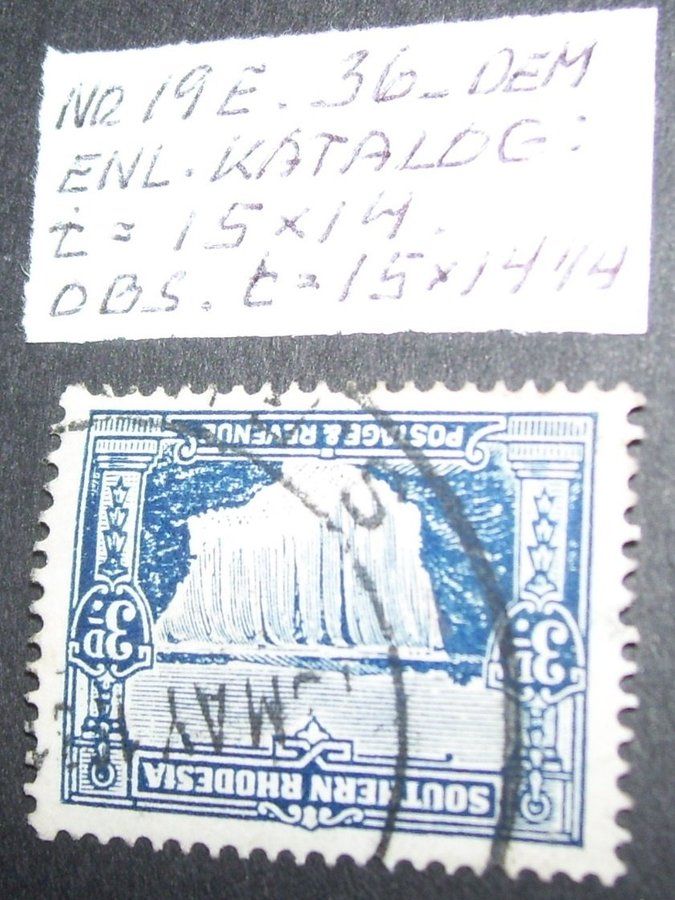 NR 19 E. 36 - DEM
ENL. KATALOG:
t = 15 x 14.
OBS. t = 15 x 14 1/4
POSTAGE & REVENUE
3D
3D
MAY
SOUTHERN RHODESIA